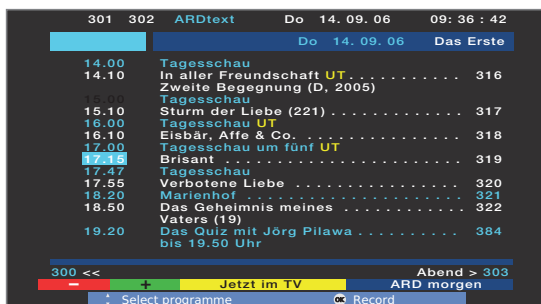 301 302 ARDtext Do 14. 09. 06 09: 36 : 42
Do 14. 09. 06 Das Erste
14.00 Tagesschau
14.10 In aller Freundschaft UT . . . . . . . . . . . 316
Zweite Begegnung (D, 2005)
15.00 Tagesschau
15.10 Sturm der Liebe (221) . . . . . . . . . . . . . 317
16.00 Tagesschau UT
16.10 Eisbär, Affe & Co. . . . . . . . . . . . . . . . 318
17.00 Tagesschau um fünf UT
17.15 Brisant . . . . . . . . . . . . . . . . . . . . . . . 319
17.47 Tagesschau
17.55 Verbotene Liebe . . . . . . . . . . . . . . . . 320
18.20 Marienhof . . . . . . . . . . . . . . . . . . . . . 321
18.50 Das Geheimnis meines . . . . . . . . . . . 322
Vaters (19)
19.20 Das Quiz mit Jörg Pilawa . . . . . . . . . . 384
bis 19.50 Uhr
300 << Abend > 303
− + Jetzt im TV ARD morgen
Select programme OK Record